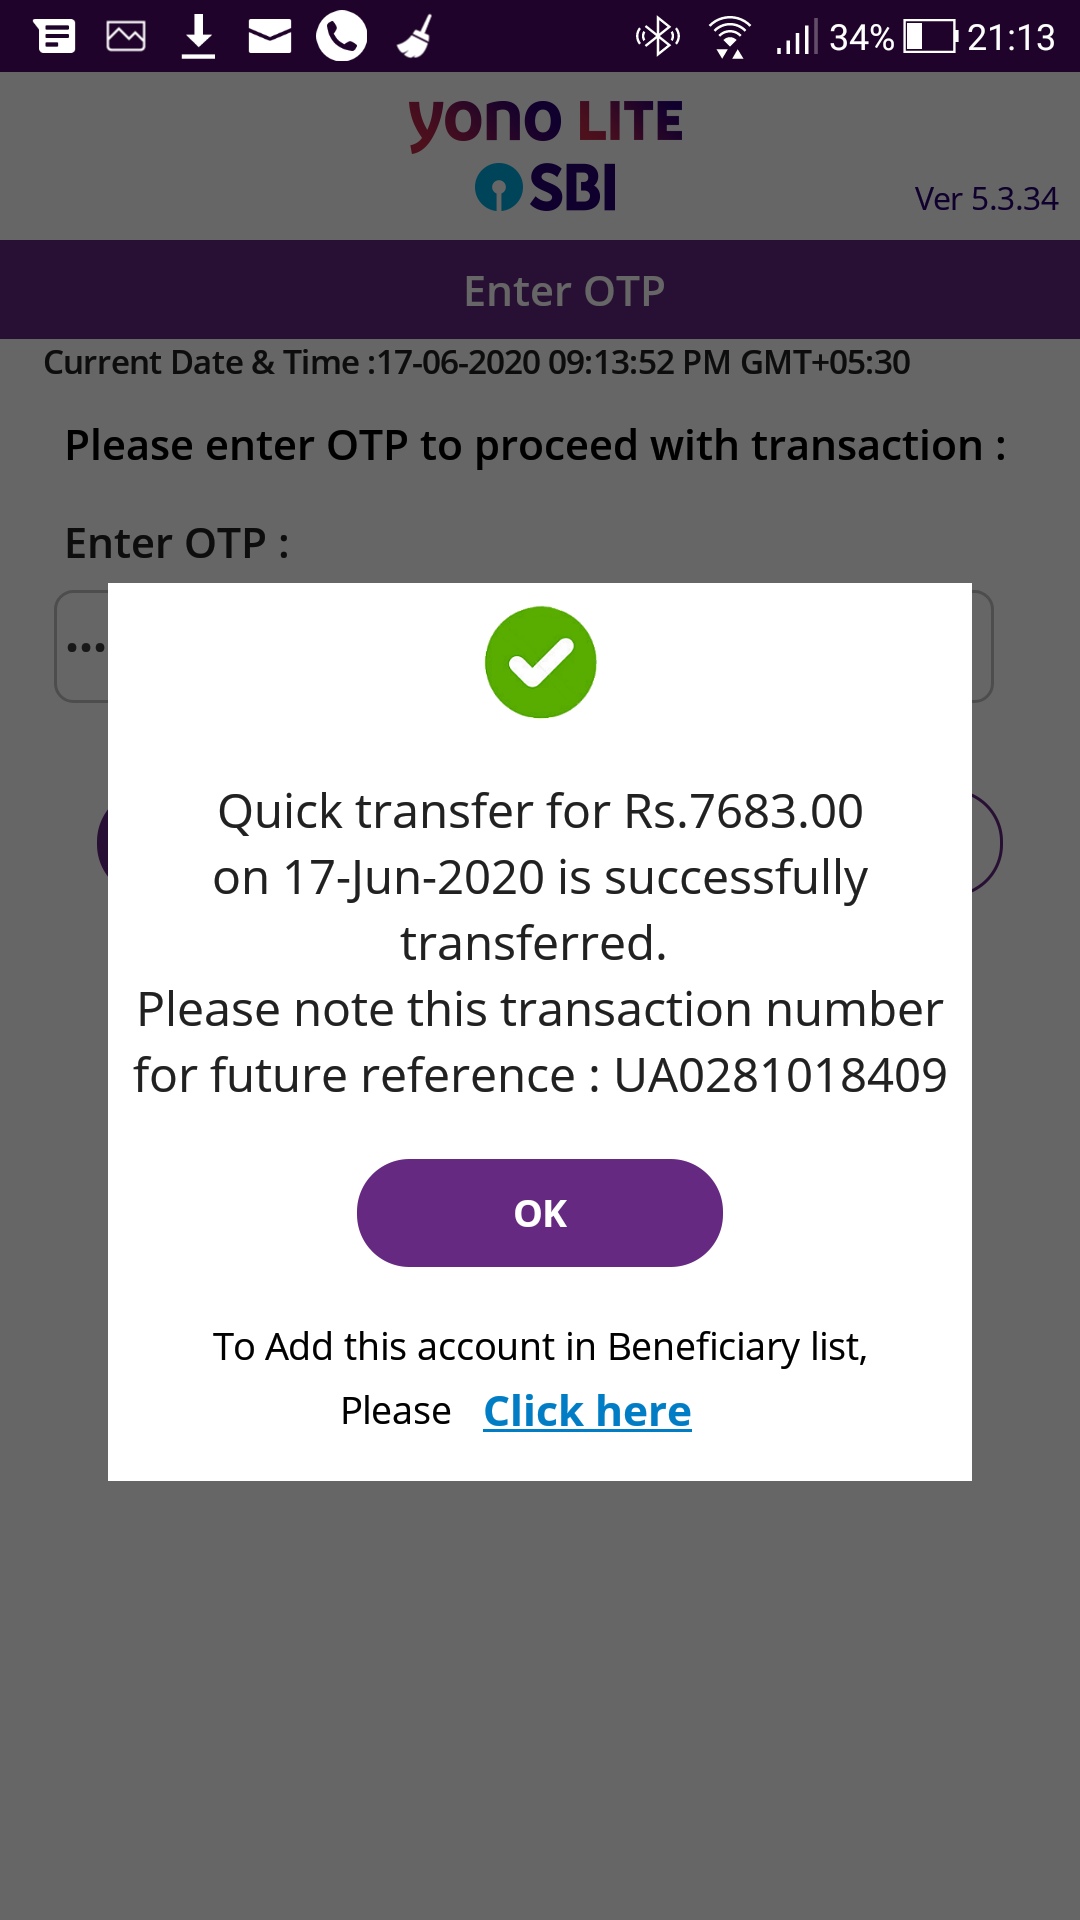 34% 21:13
yono LITE
SBI
Ver 5.3.34
Enter OTP
Current Date & Time :17-06-2020 09:13:52 PM GMT+05:30
Please enter OTP to proceed with transaction :
Enter OTP :
•••
Quick transfer for Rs.7683.00
on 17-Jun-2020 is successfully
transferred.
Please note this transaction number
for future reference : UA0281018409
OK
To Add this account in Beneficiary list,
Please Click here